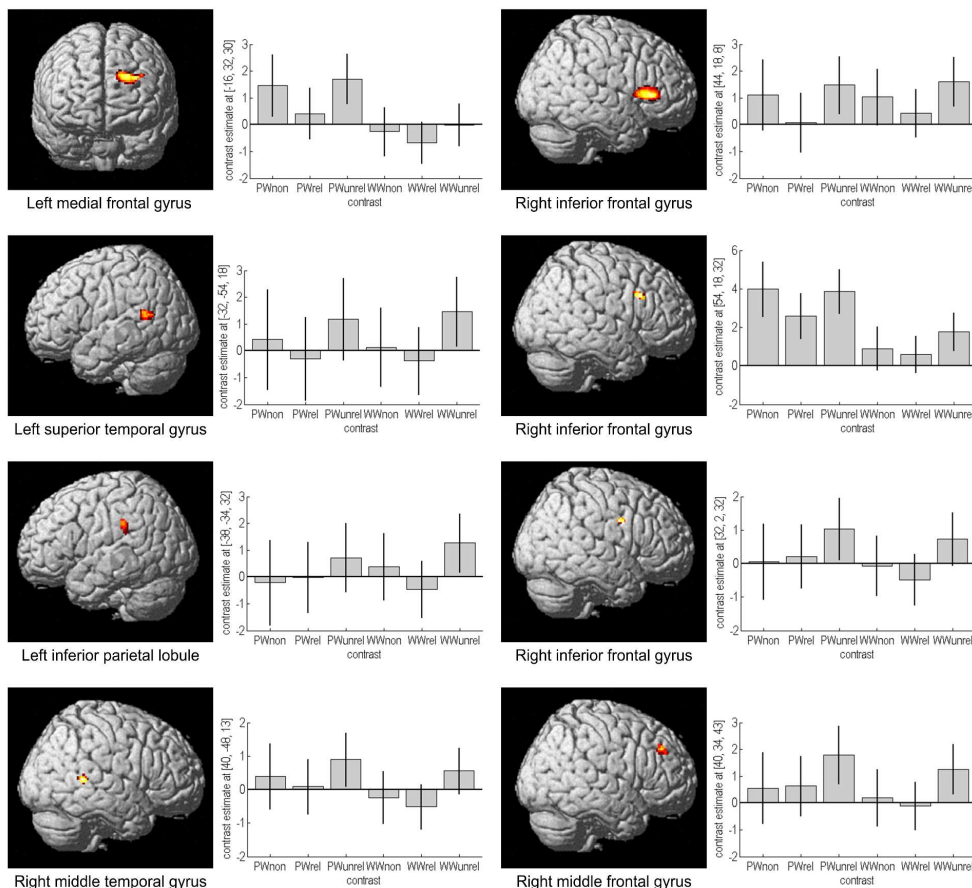 contrast estimate at [-16, 32, 30]
3
2
1
0
-1
-2
PWnon PWrel PWunrel WWnon WWrel WWunrel
contrast
Left medial frontal gyrus
contrast estimate at [44, 18, 8]
3
2
1
0
-1
-2
PWnon PWrel PWunrel WWnon WWrel WWunrel
contrast
Right inferior frontal gyrus
contrast estimate at [-32, -54, 18]
3
2
1
0
-1
-2
PWnon PWrel PWunrel WWnon WWrel WWunrel
contrast
Left superior temporal gyrus
contrast estimate at [54, 18, 32]
6
4
2
0
-2
PWnon PWrel PWunrel WWnon WWrel WWunrel
contrast
Right inferior frontal gyrus
contrast estimate at [-38, -34, 32]
3
2
1
0
-1
-2
PWnon PWrel PWunrel WWnon WWrel WWunrel
contrast
Left inferior parietal lobule
contrast estimate at [32, 2, 32]
2
1
0
-1
-2
PWnon PWrel PWunrel WWnon WWrel WWunrel
contrast
Right inferior frontal gyrus
contrast estimate at [40, -48, 13]
2
1
0
-1
-2
PWnon PWrel PWunrel WWnon WWrel WWunrel
contrast
Right middle temporal gyrus
contrast estimate at [40, 34, 43]
3
2
1
0
-1
-2
PWnon PWrel PWunrel WWnon WWrel WWunrel
contrast
Right middle frontal gyrus